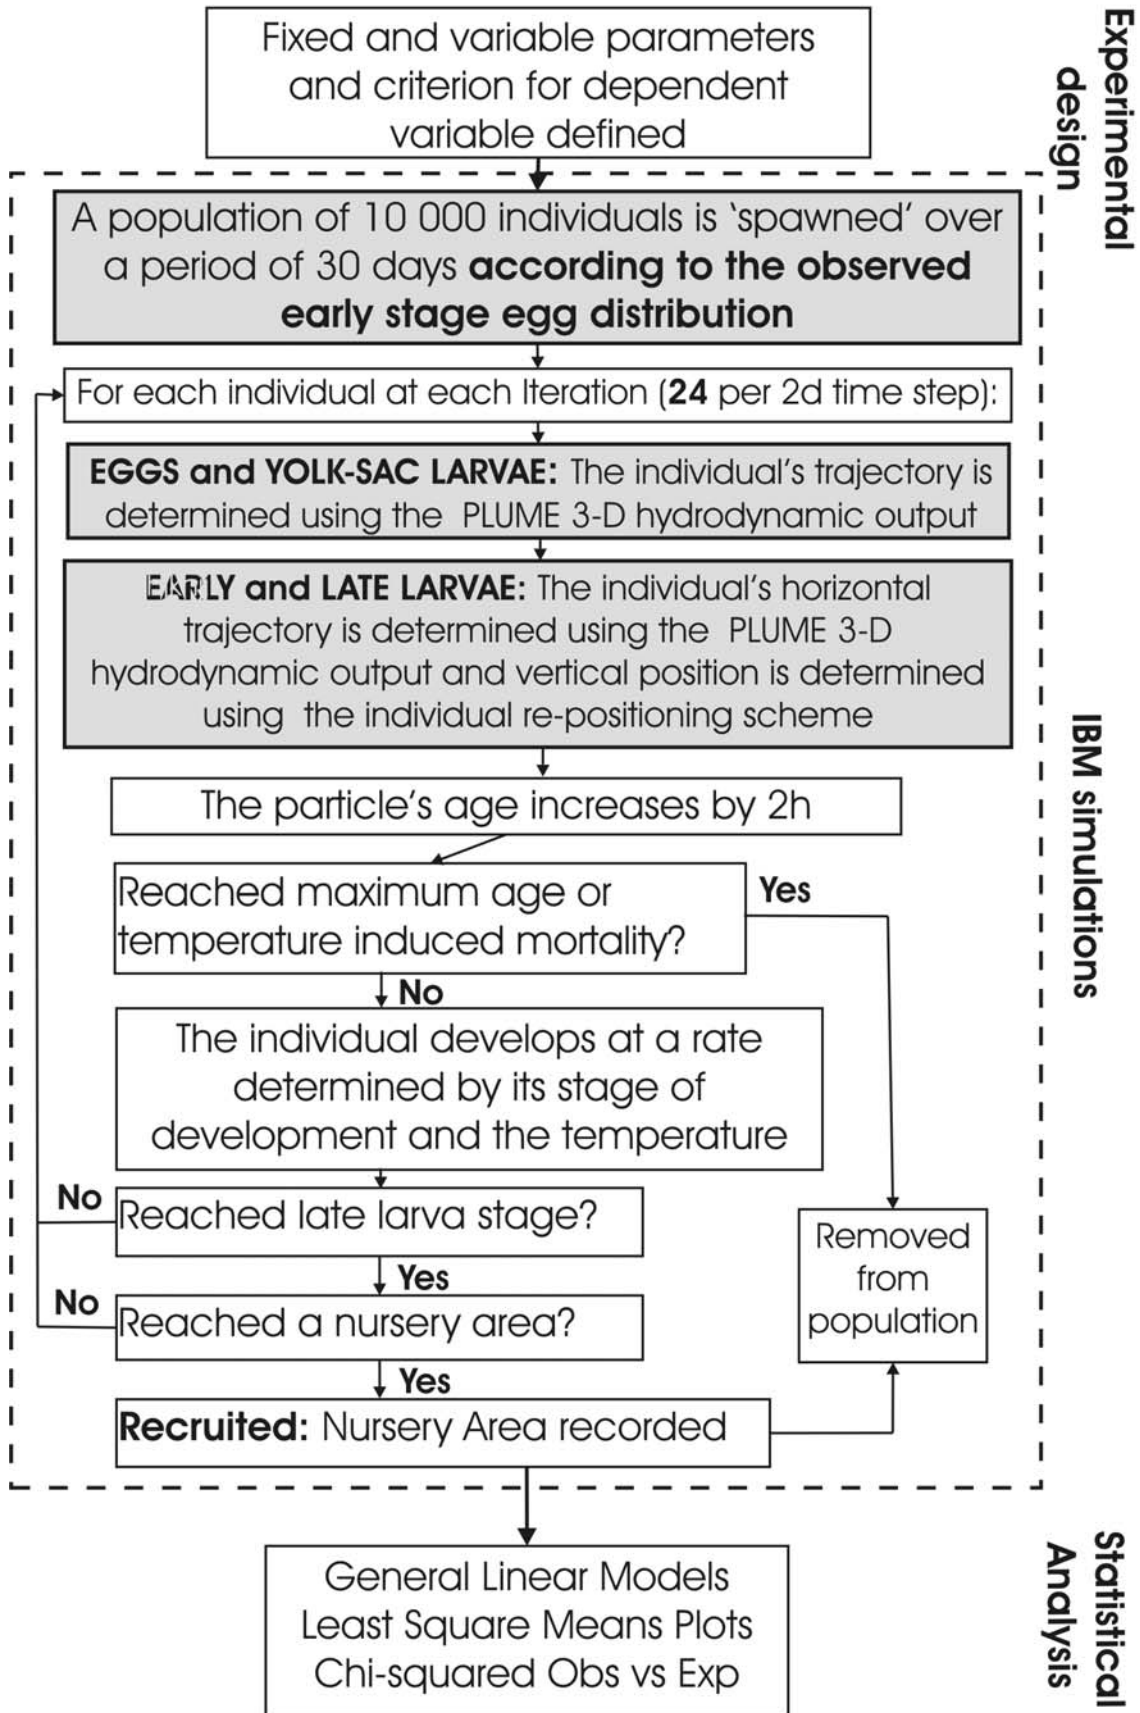 Fixed and variable parameters
and criterion for dependent
variable defined
Experimental
design
A population of 10 000 individuals is ‘spawned’ over
a period of 30 days according to the observed
early stage egg distribution
For each individual at each Iteration (24 per 2d time step):
EGGS and YOLK-SAC LARVAE: The individual’s trajectory is
determined using the PLUME 3-D hydrodynamic output
EARLY and LATE LARVAE: The individual’s horizontal
trajectory is determined using the PLUME 3-D
hydrodynamic output and vertical position is determined
using the individual re-positioning scheme
IBM simulations
The particle’s age increases by 2h
Reached maximum age or
temperature induced mortality?
Yes
No
The individual develops at a rate
determined by its stage of
development and the temperature
No
Reached late larva stage?
Yes
No
Reached a nursery area?
Yes
Removed
from
population
Recruited: Nursery Area recorded
Statistical
Analysis
General Linear Models
Least Square Means Plots
Chi-squared Obs vs Exp